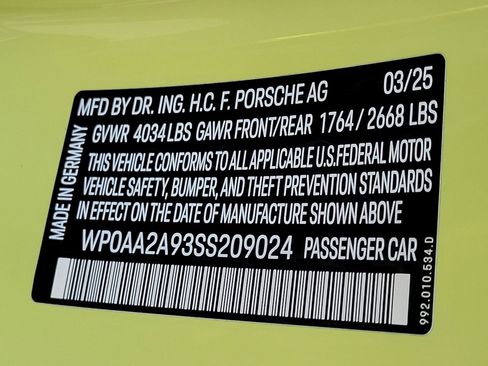 MFD BY DR. ING. H.C. F. PORSCHE AG 03/25
GVWR 4034 LBS GAWR FRONT/REAR 1764/2668 LBS
THIS VEHICLE CONFORMS TO ALL APPLICABLE U.S. FEDERAL MOTOR
VEHICLE SAFETY, BUMPER, AND THEFT PREVENTION STANDARDS
IN EFFECT ON THE DATE OF MANUFACTURE SHOWN ABOVE
WP0AA2A93SS209024 PASSENGER CAR
MADE IN GERMANY
992.010.534.D